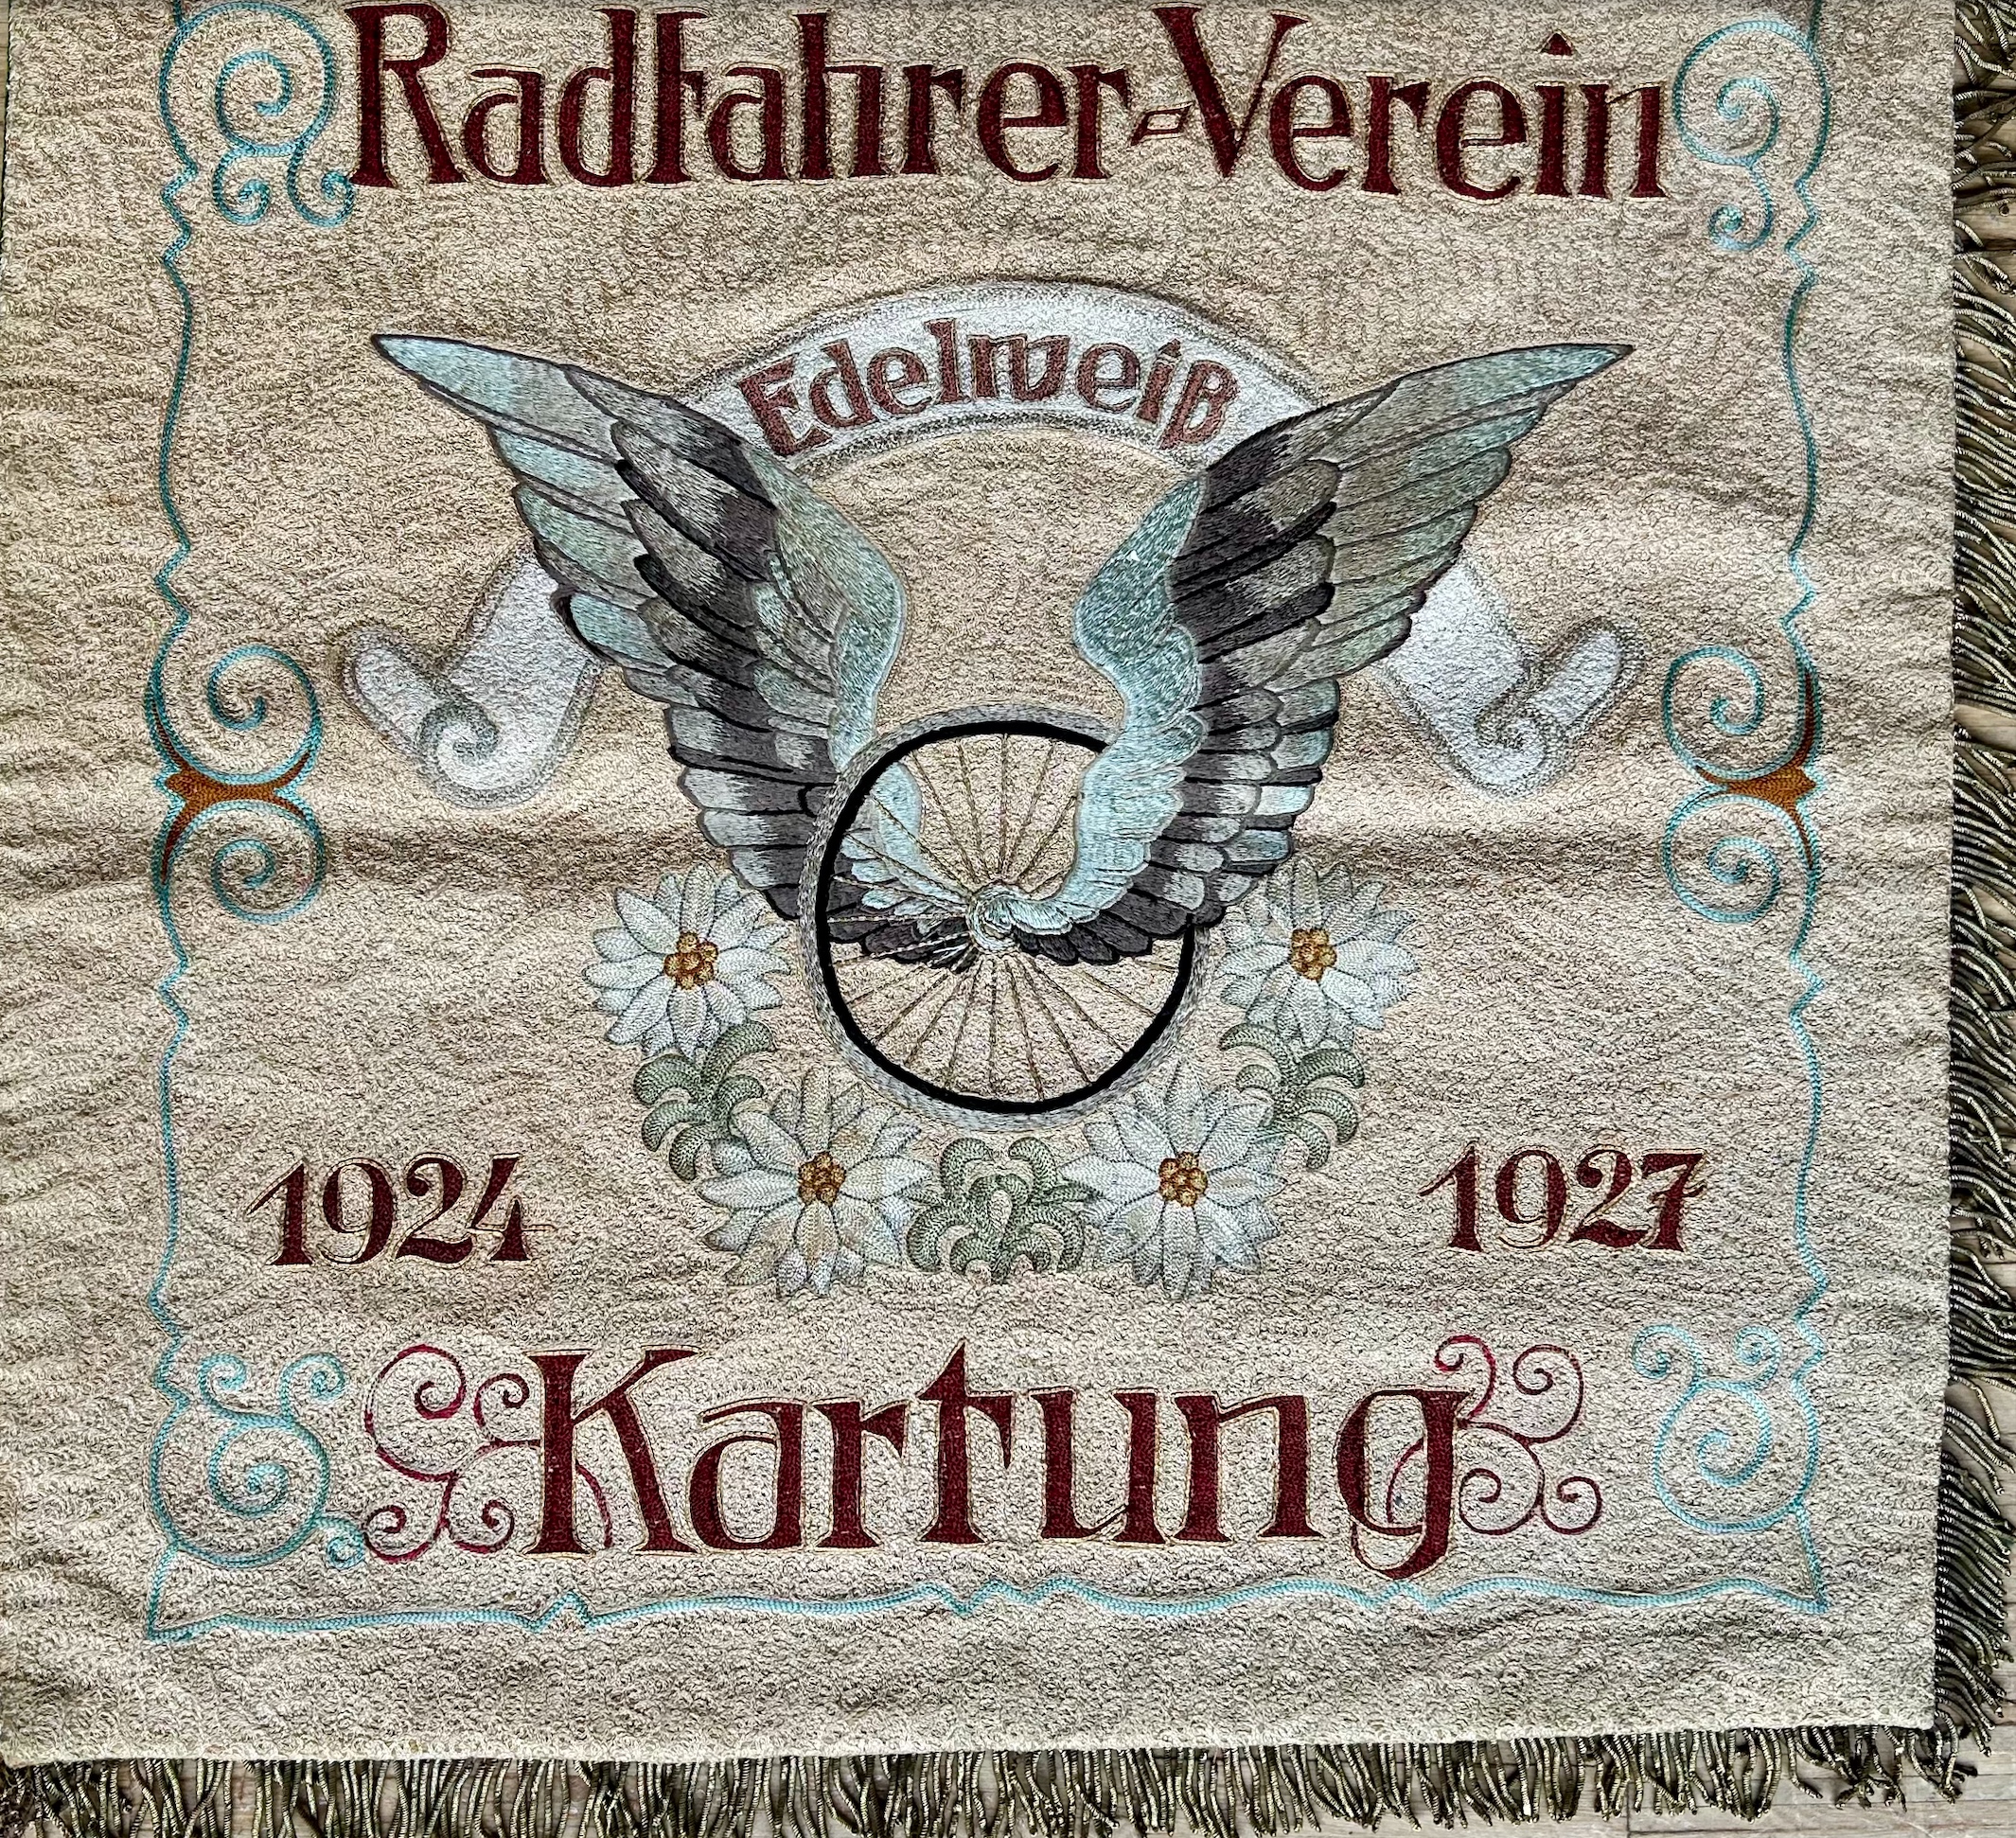 Radfahrer-Verein
Edelweiß
1924 1927
Kartung